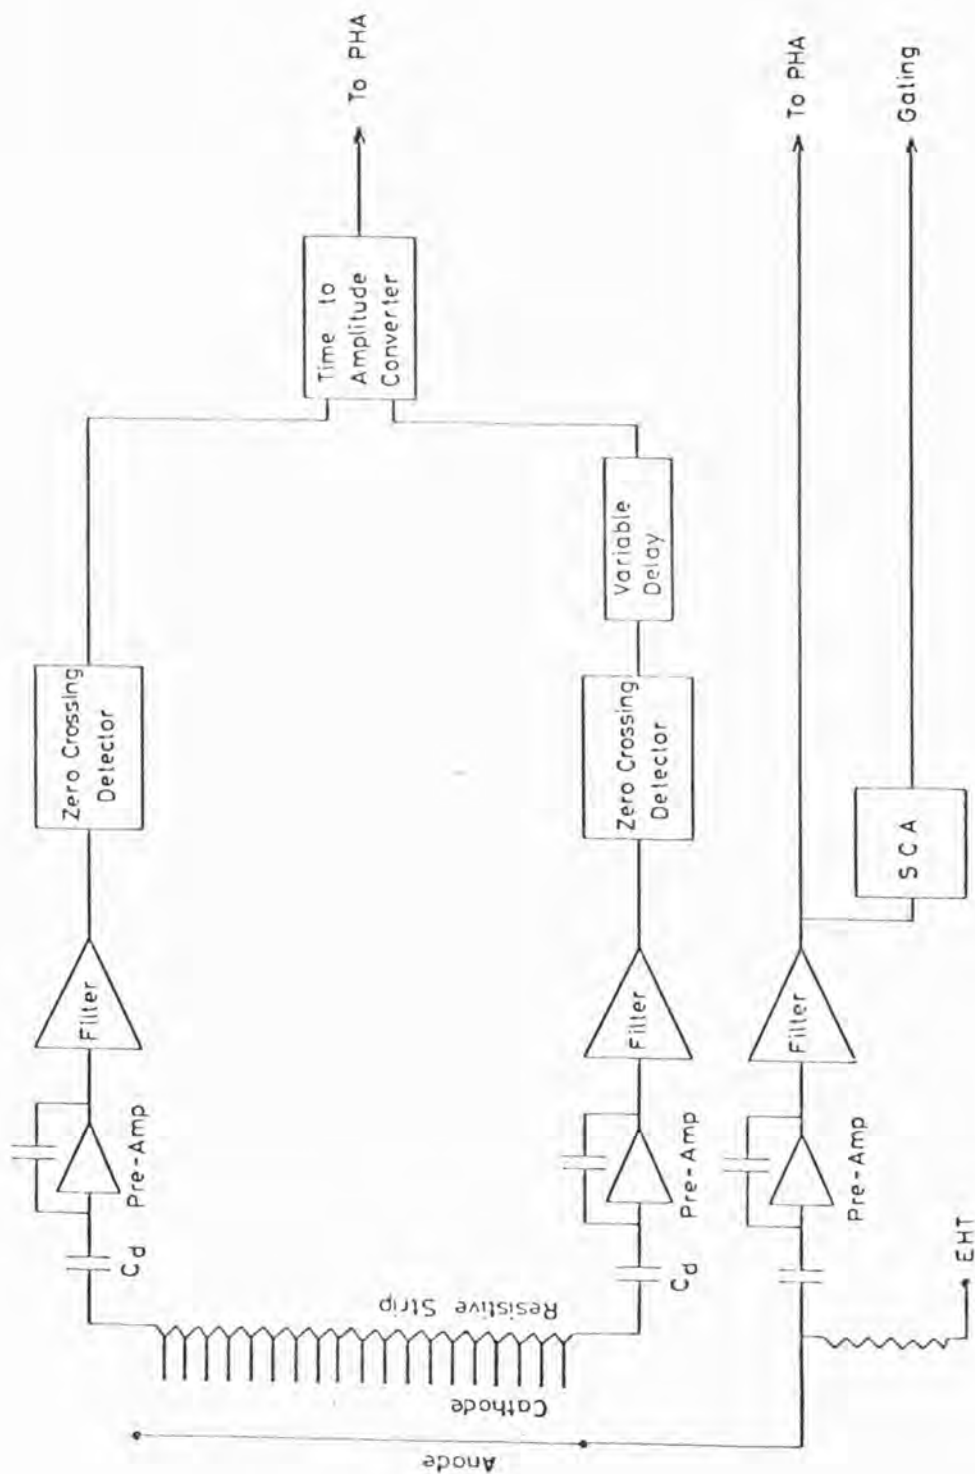 Anode
Cathode
Resistive Strip
Cd
Pre-Amp
Filter
Zero Crossing
Detector
Time to
Amplitude
Converter
To PHA
Cd
Pre-Amp
Filter
Zero Crossing
Detector
Variable
Delay
EHT
Pre-Amp
Filter
To PHA
SCA
Gating